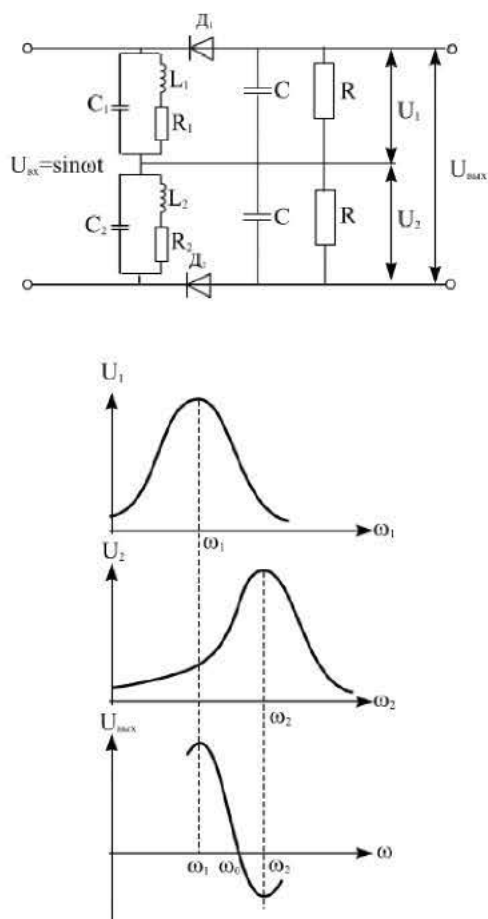 Д₁
L₁
C₁
R₁
C
R
U₁
Uвх=sinωt
Uвых
L₂
C₂
R₂
C
R
U₂
Д₂
U₁
ω₁
ω₁
U₂
ω₂
ω₂
Uвых
ω₁
ω₀
ω₂
ω